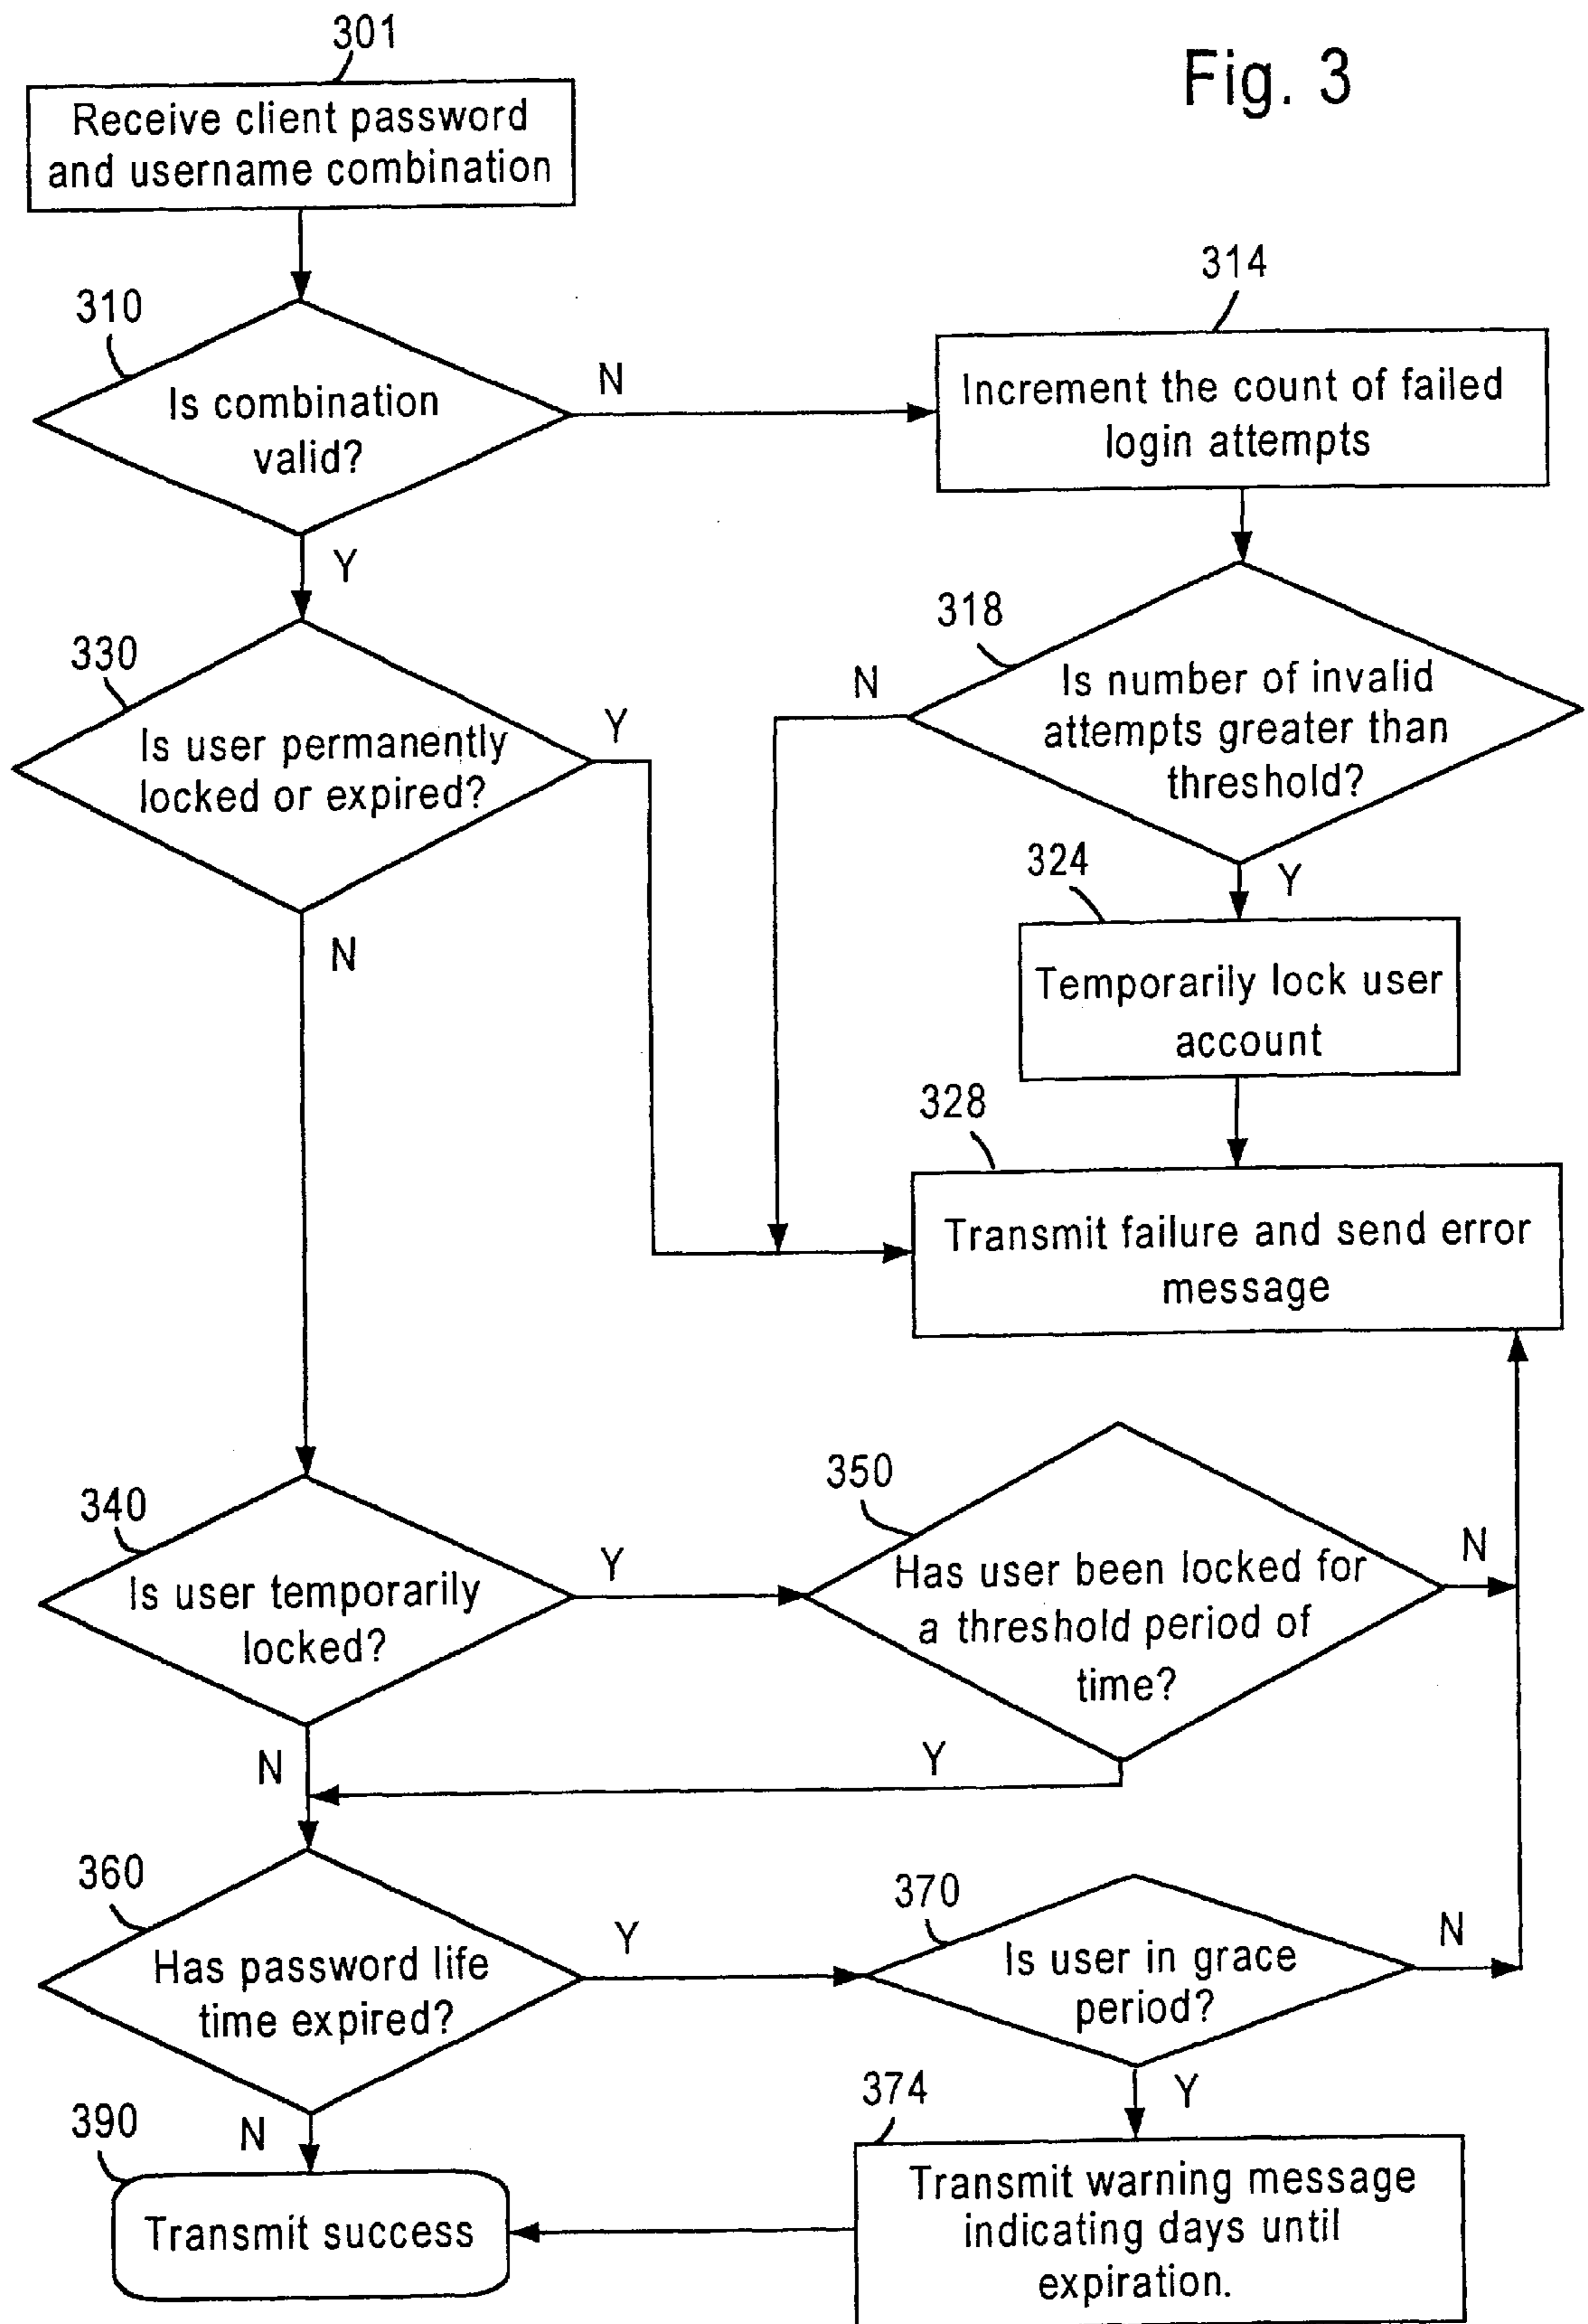 Fig. 3
301
Receive client password
and username combination
310
Is combination
valid?
N
Y
314
Increment the count of failed
login attempts
318
Is number of invalid
attempts greater than
threshold?
N
Y
324
Temporarily lock user
account
328
Transmit failure and send error
message
330
Is user permanently
locked or expired?
Y
N
340
Is user temporarily
locked?
Y
N
350
Has user been locked for
a threshold period of
time?
N
Y
360
Has password life
time expired?
Y
N
370
Is user in grace
period?
N
Y
374
Transmit warning message
indicating days until
expiration.
390
Transmit success